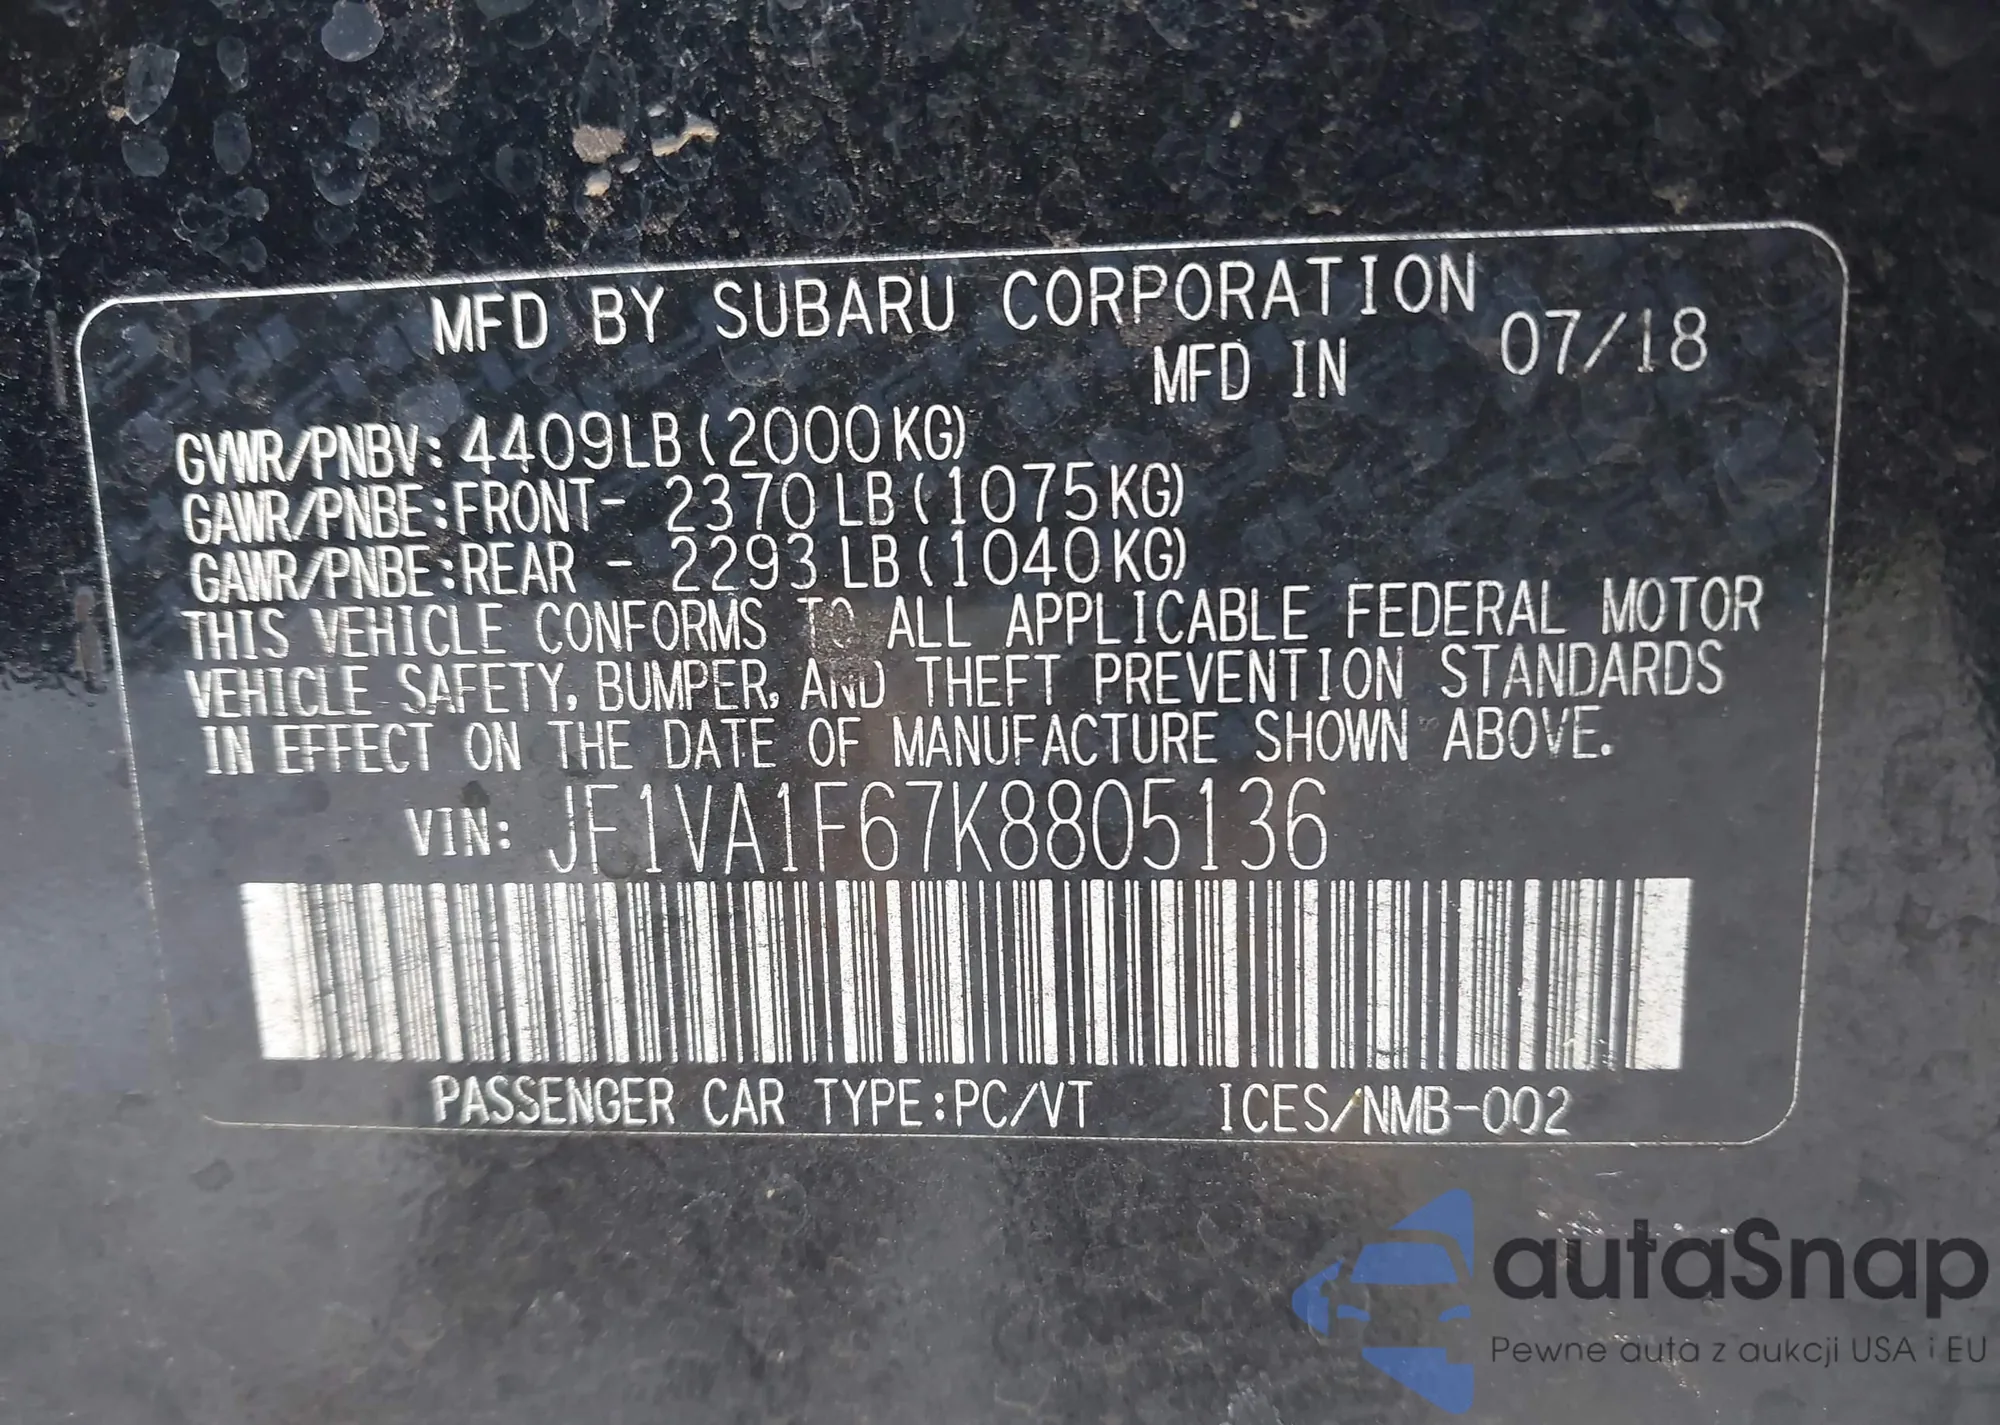 MFD BY SUBARU CORPORATION
MFD IN 07/18
GVWR/PNBV: 4409LB (2000KG)
GAWR/PNBE:FRONT- 2370 LB (1075KG)
GAWR/PNBE:REAR - 2293 LB (1040KG)
THIS VEHICLE CONFORMS TO ALL APPLICABLE FEDERAL MOTOR
VEHICLE SAFETY, BUMPER, AND THEFT PREVENTION STANDARDS
IN EFFECT ON THE DATE OF MANUFACTURE SHOWN ABOVE.
VIN: JF1VA1F67K8805136
PASSENGER CAR TYPE:PC/VT ICES/NMB-002
autaSnap
Pewne auta z aukcji USA i EU